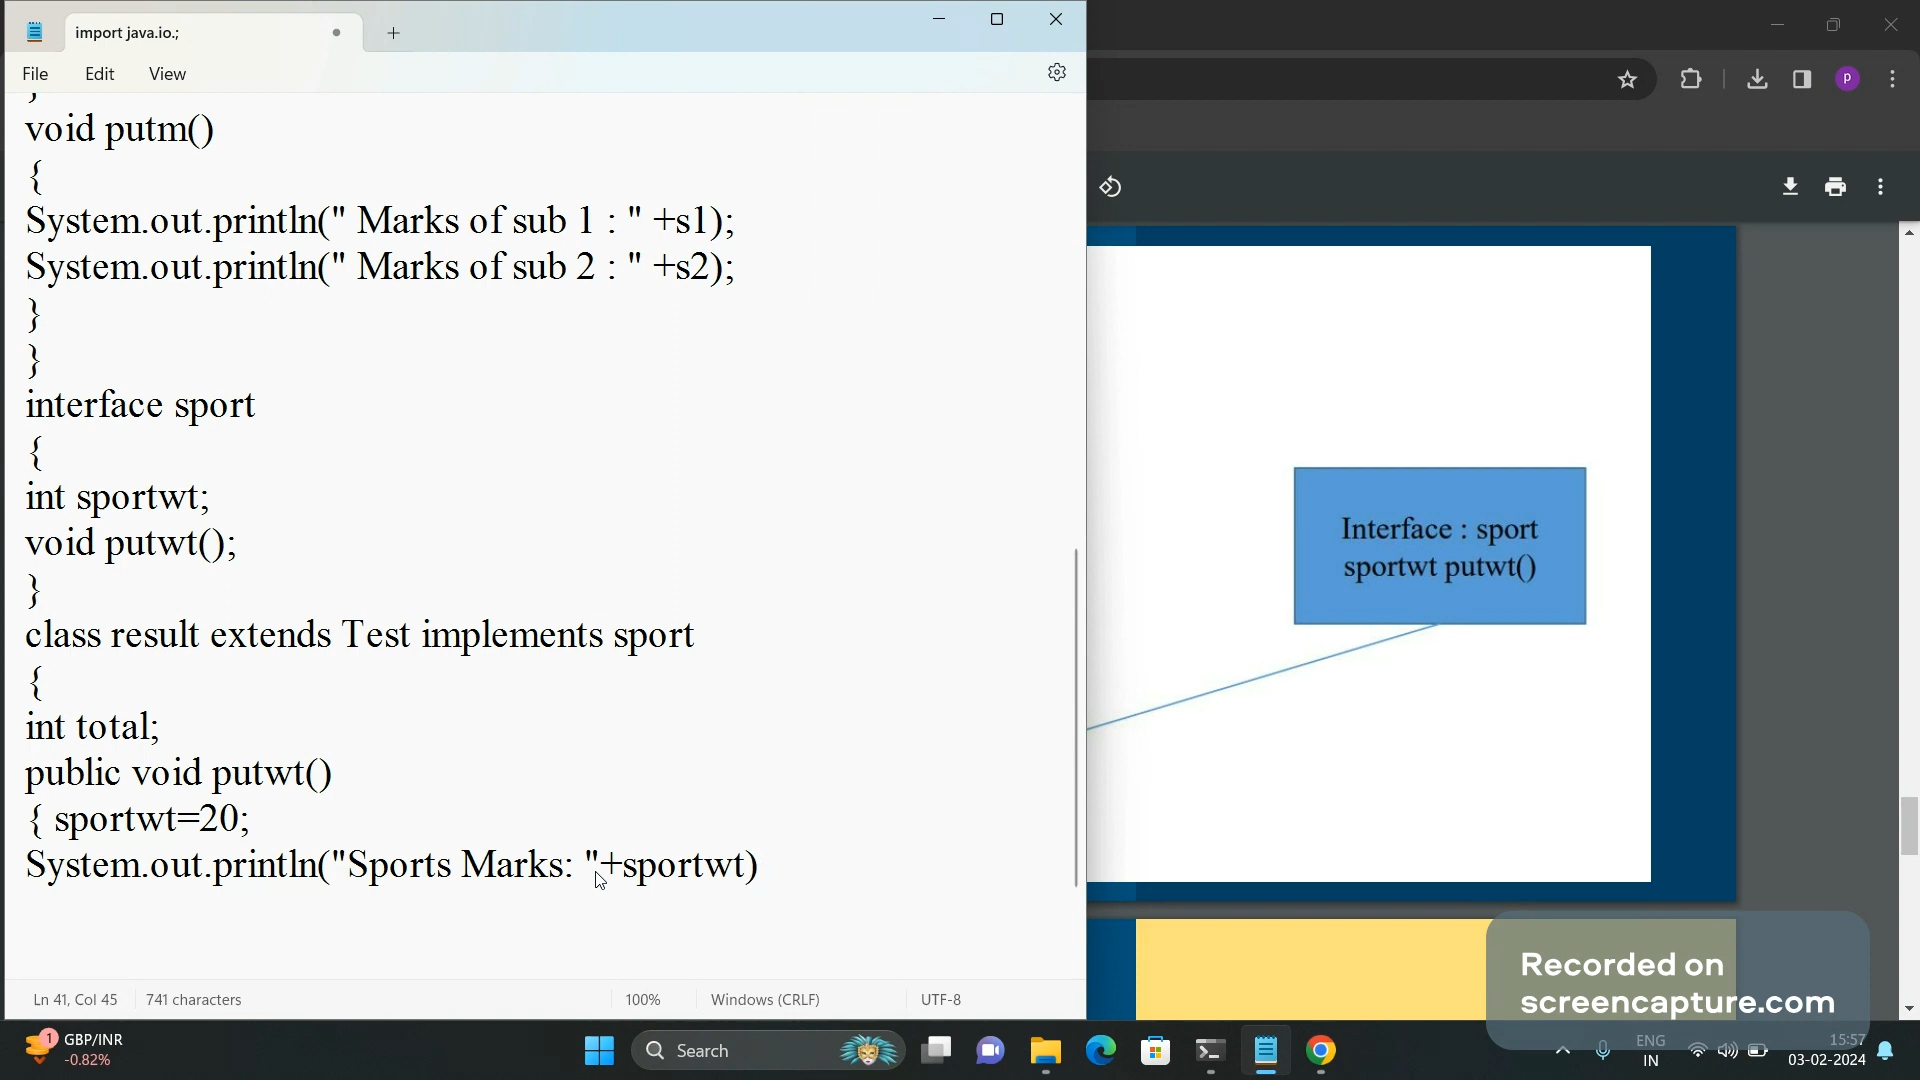 import java.io.;
File Edit View
void putm()
{
System.out.println(" Marks of sub 1 : " +s1);
System.out.println(" Marks of sub 2 : " +s2);
}
}
interface sport
{
int sportwt;
void putwt();
}
class result extends Test implements sport
{
int total;
public void putwt()
{ sportwt=20;
System.out.println("Sports Marks: "+sportwt)
Ln 41, Col 45 741 characters 100% Windows (CRLF) UTF-8
P
Interface : sport
sportwt putwt()
Recorded on
screencapture.com
1 GBP/INR
-0.82%
Search
ENG
IN
15:57
03-02-2024